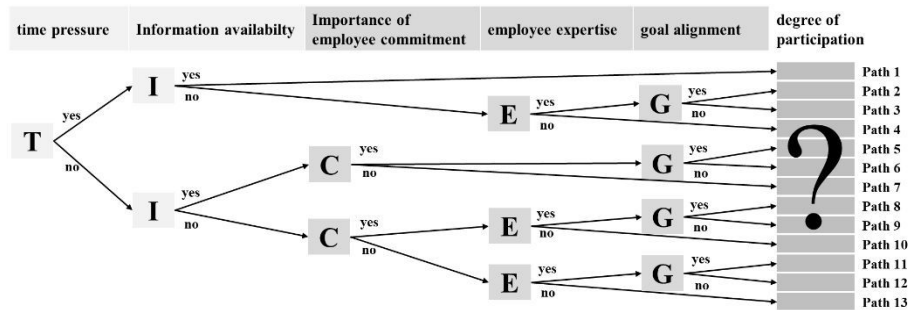 time pressure
Information availabilty
Importance of
employee commitment
employee expertise
goal alignment
degree of
participation
T
yes
no
I
yes
no
I
yes
no
C
yes
no
C
yes
no
E
yes
no
E
yes
no
E
yes
no
G
yes
no
G
yes
no
G
yes
no
G
yes
no
?
Path 1
Path 2
Path 3
Path 4
Path 5
Path 6
Path 7
Path 8
Path 9
Path 10
Path 11
Path 12
Path 13